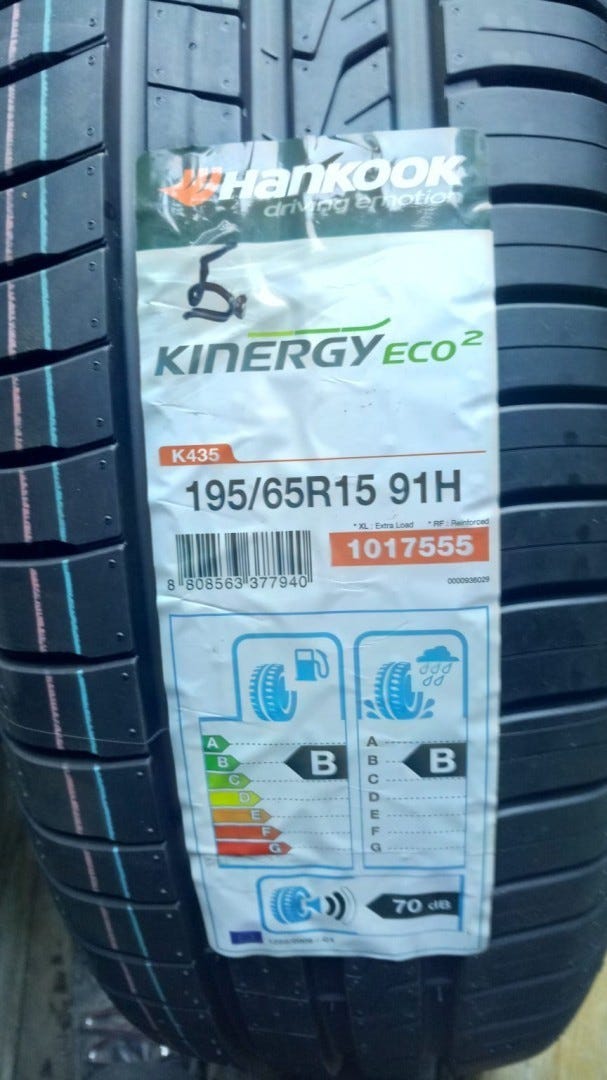 Hankook
driving emotion
5
KINERGY ECO²
K435
195/65R15 91H
* XL : Extra Load * RF : Reinforced
1017555
8 808563 377940
0000936029
A A
B B B B
C C
D D
E E
F F
G G
70 dB